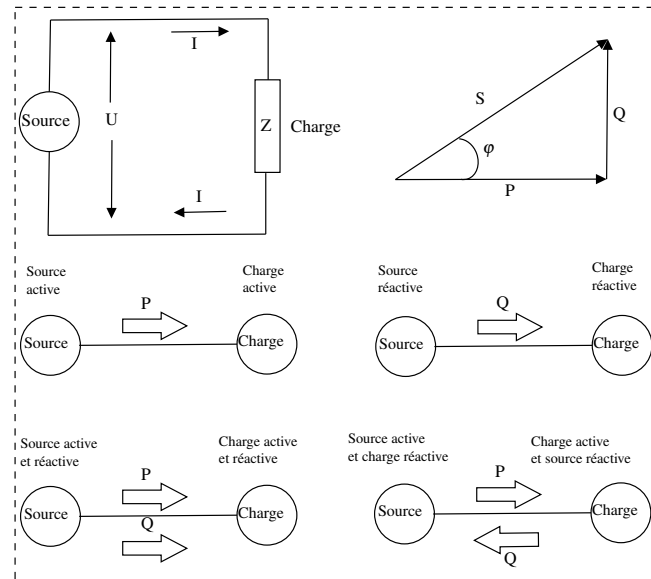 I
U
Source
Z
Charge
I
S
Q
φ
P
Source
active
Charge
active
P
Source
Charge
Source
réactive
Charge
réactive
Q
Source
Charge
Source active
et réactive
Charge active
et réactive
P
Source
Charge
Q
Source active
et charge réactive
Charge active
et source réactive
P
Source
Charge
Q